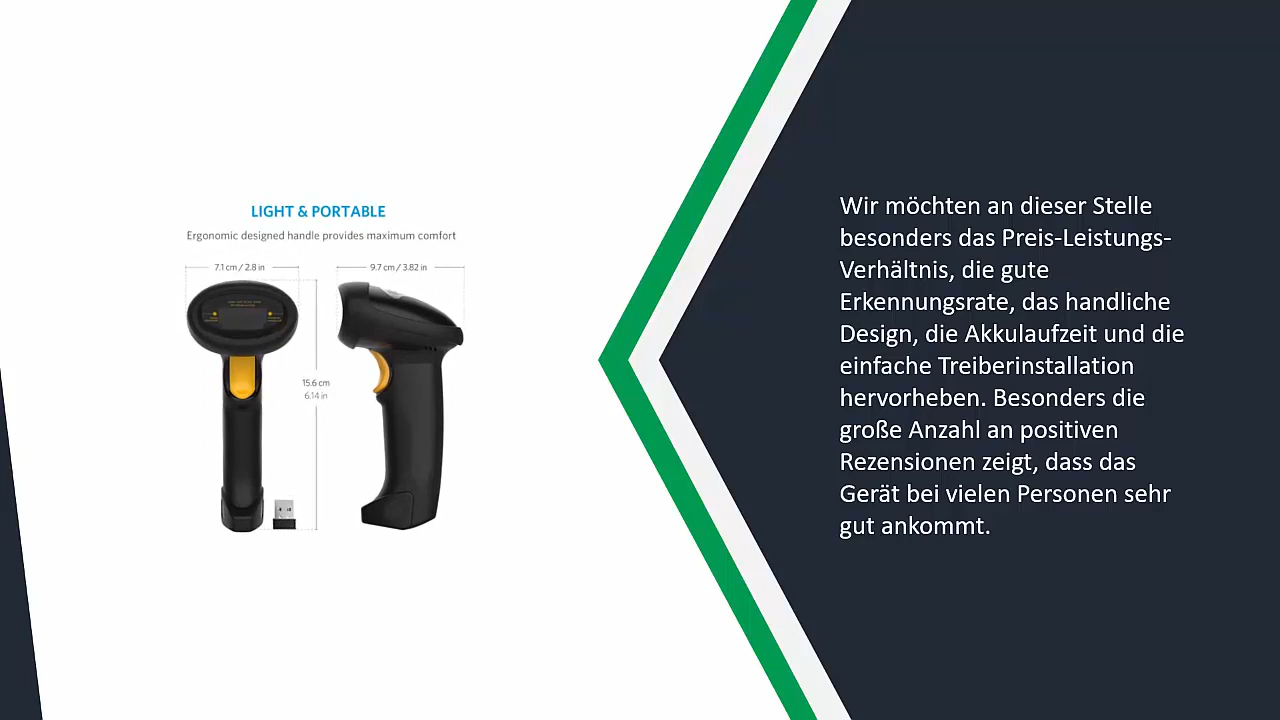 LIGHT & PORTABLE
Ergonomic designed handle provides maximum comfort
7.1 cm / 2.8 in
9.7 cm / 3.82 in
15.6 cm
6.14 in
Wir möchten an dieser Stelle
besonders das Preis-Leistungs-
Verhältnis, die gute
Erkennungsrate, das handliche
Design, die Akkulaufzeit und die
einfache Treiberinstallation
hervorheben. Besonders die
große Anzahl an positiven
Rezensionen zeigt, dass das
Gerät bei vielen Personen sehr
gut ankommt.